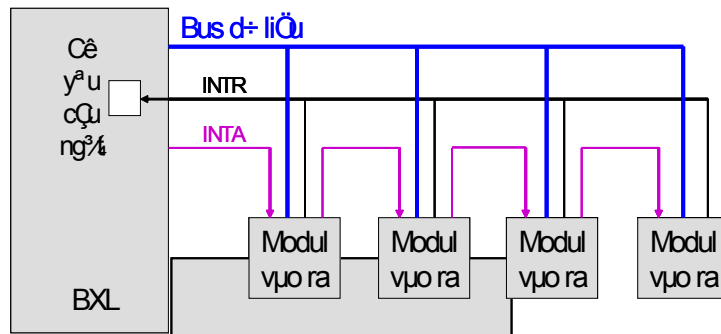 Bus d÷ liÖu
Cê
yªu
cÇu
ng¾t
INTR
INTA
Modul
vµo ra
Modul
vµo ra
Modul
vµo ra
Modul
vµo ra
BXL